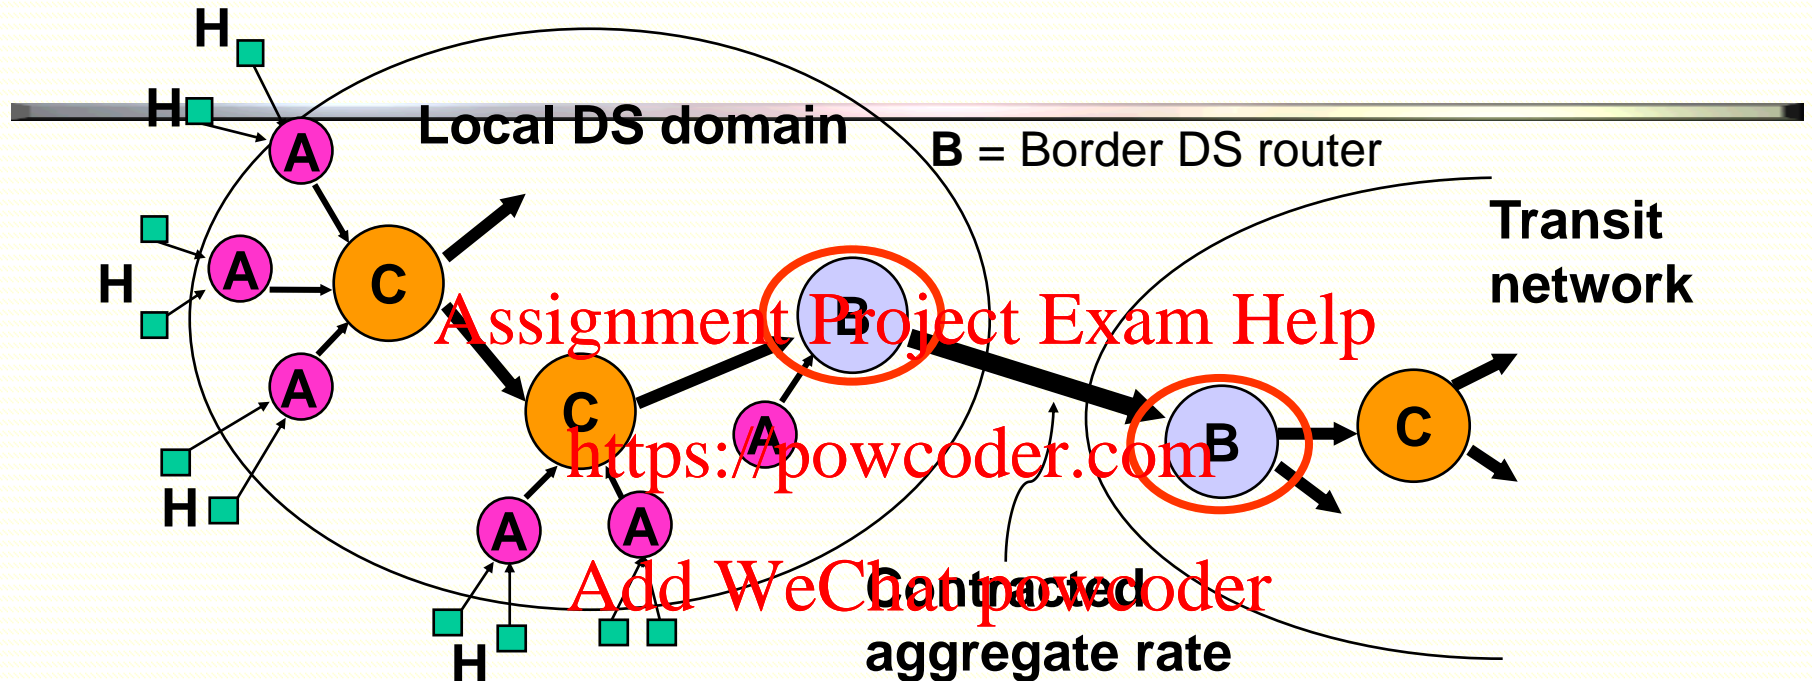 H
H
Local DS domain
A
B = Border DS router
Transit
network
A
H
C
B
Assignment Project Exam Help
A
C
A
B
C
https://powcoder.com
H
A
A
Contracted
aggregate rate
Add WeChat powcoder
H